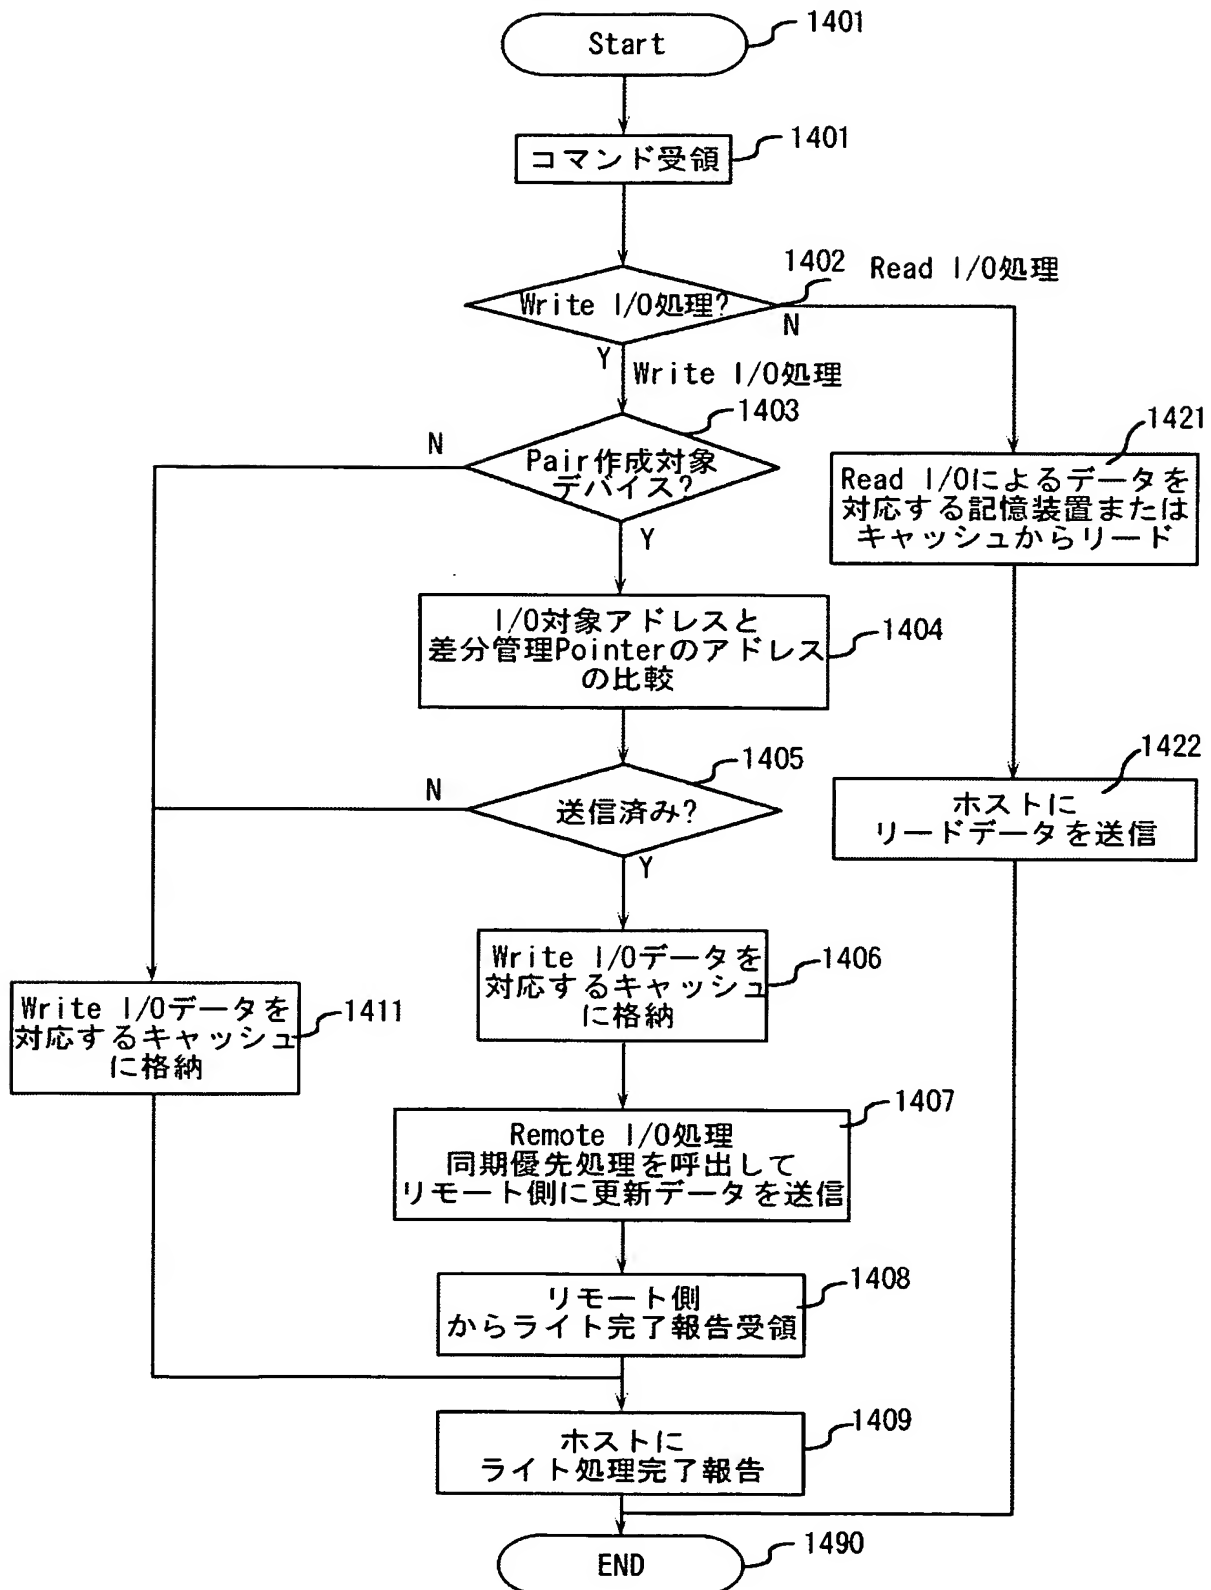 Start
1401
コマンド受領
1401
Write I/O処理?
1402
Read I/O処理
N
Y
Write I/O処理
1403
N
Pair作成対象
デバイス?
Y
1421
Read I/Oによるデータを
対応する記憶装置または
キャッシュからリード
I/O対象アドレスと
差分管理Pointerのアドレス
の比較
1404
1405
N
送信済み?
Y
1422
ホストに
リードデータを送信
Write I/Oデータを
対応するキャッシュ
に格納
1406
Write I/Oデータを
対応するキャッシュ
に格納
1411
Remote I/O処理
同期優先処理を呼出して
リモート側に更新データを送信
1407
リモート側
からライト完了報告受領
1408
ホストに
ライト処理完了報告
1409
END
1490